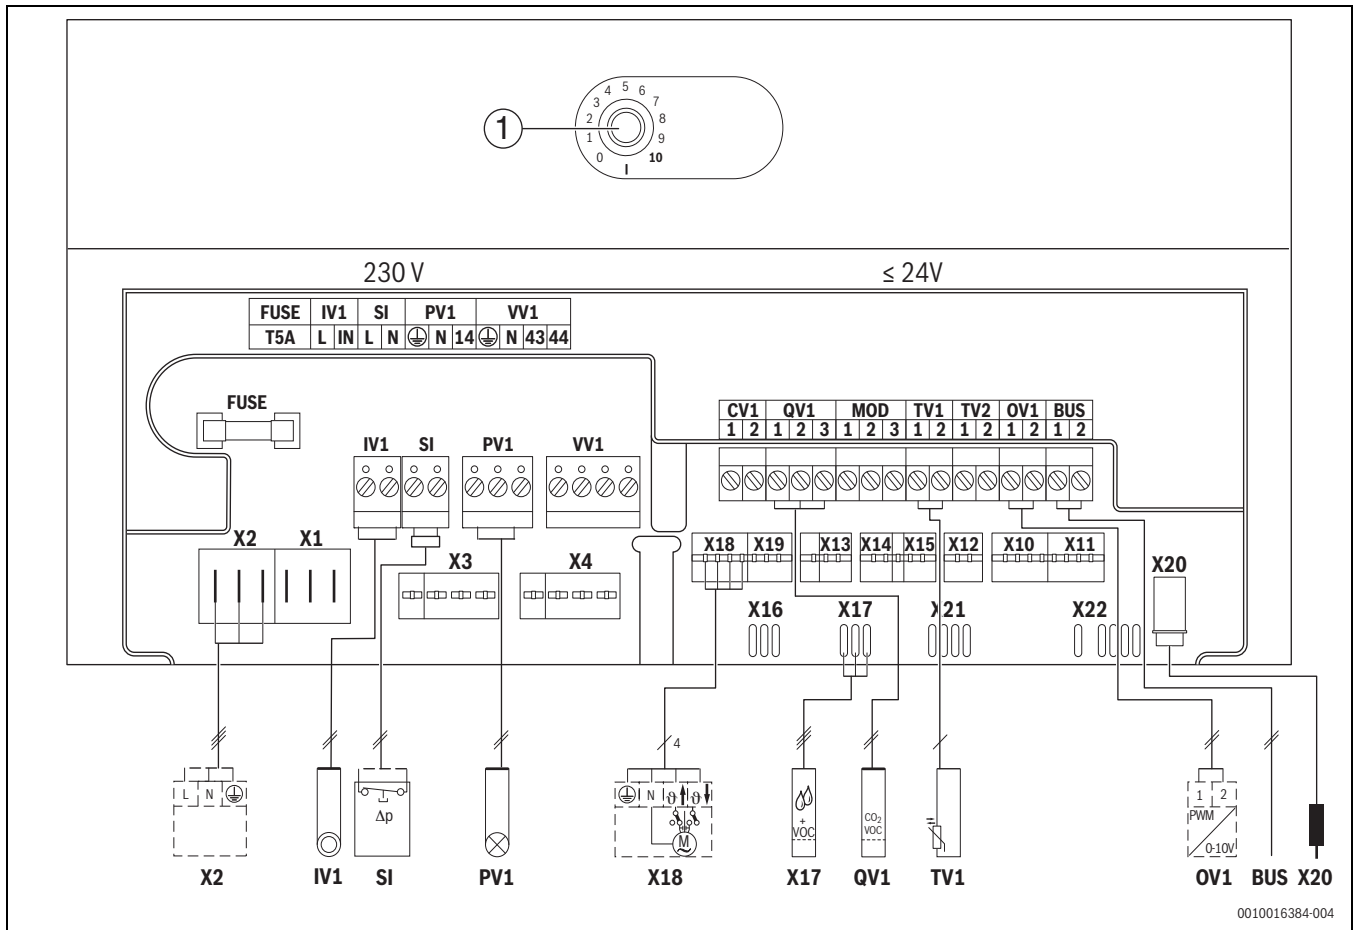 4 5 6
3 7
2 8
1 9
0 10
I
1
230 V ≤ 24V
FUSE IV1 SI PV1 VV1
T5A L IN L N N 14 N 43 44
FUSE
CV1 QV1 MOD TV1 TV2 OV1 BUS
1 2 1 2 3 1 2 3 1 2 1 2 1 2 1 2
IV1 SI PV1 VV1
X2 X1
X18 X19 X13 X14 X15 X12 X10 X11
X3 X4 X20
X16 X17 X21 X22
4
L N
Δp
N ϑ ϑ
M
~
+
VOC
CO₂
VOC
1 2
PWM
0-10V
X2 IV1 SI PV1 X18 X17 QV1 TV1 OV1 BUS X20
0010016384-004